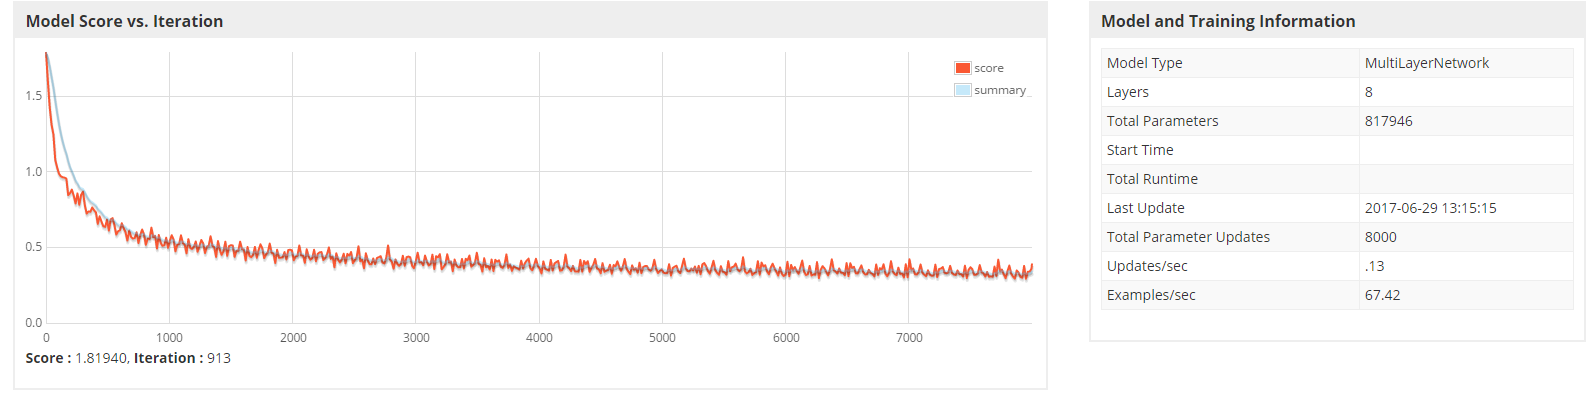 Model Score vs. Iteration
score
summary
1.5
1.0
0.5
0.0
0 1000 2000 3000 4000 5000 6000 7000
Score : 1.81940, Iteration : 913
Model and Training Information
Model Type MultiLayerNetwork
Layers 8
Total Parameters 817946
Start Time
Total Runtime
Last Update 2017-06-29 13:15:15
Total Parameter Updates 8000
Updates/sec .13
Examples/sec 67.42